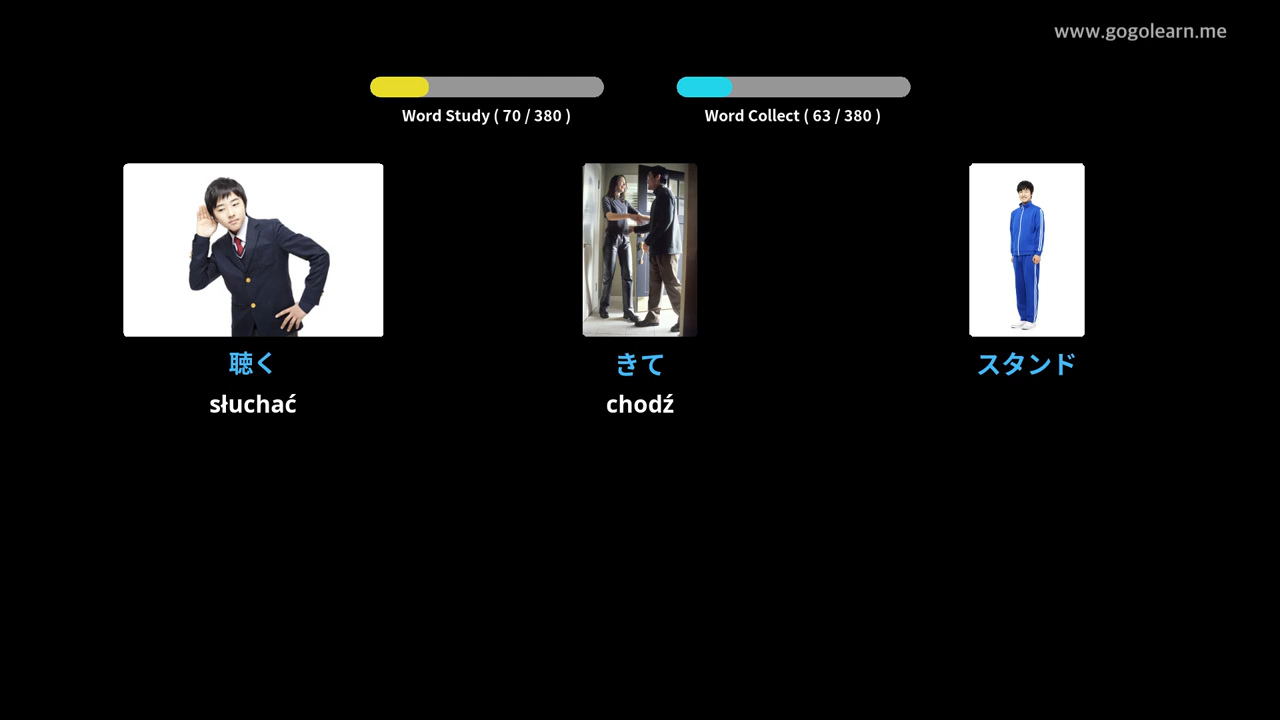 www.gogolearn.me
Word Study ( 70 / 380 )
Word Collect ( 63 / 380 )
聴く
きて
スタンド
słuchać
chodź